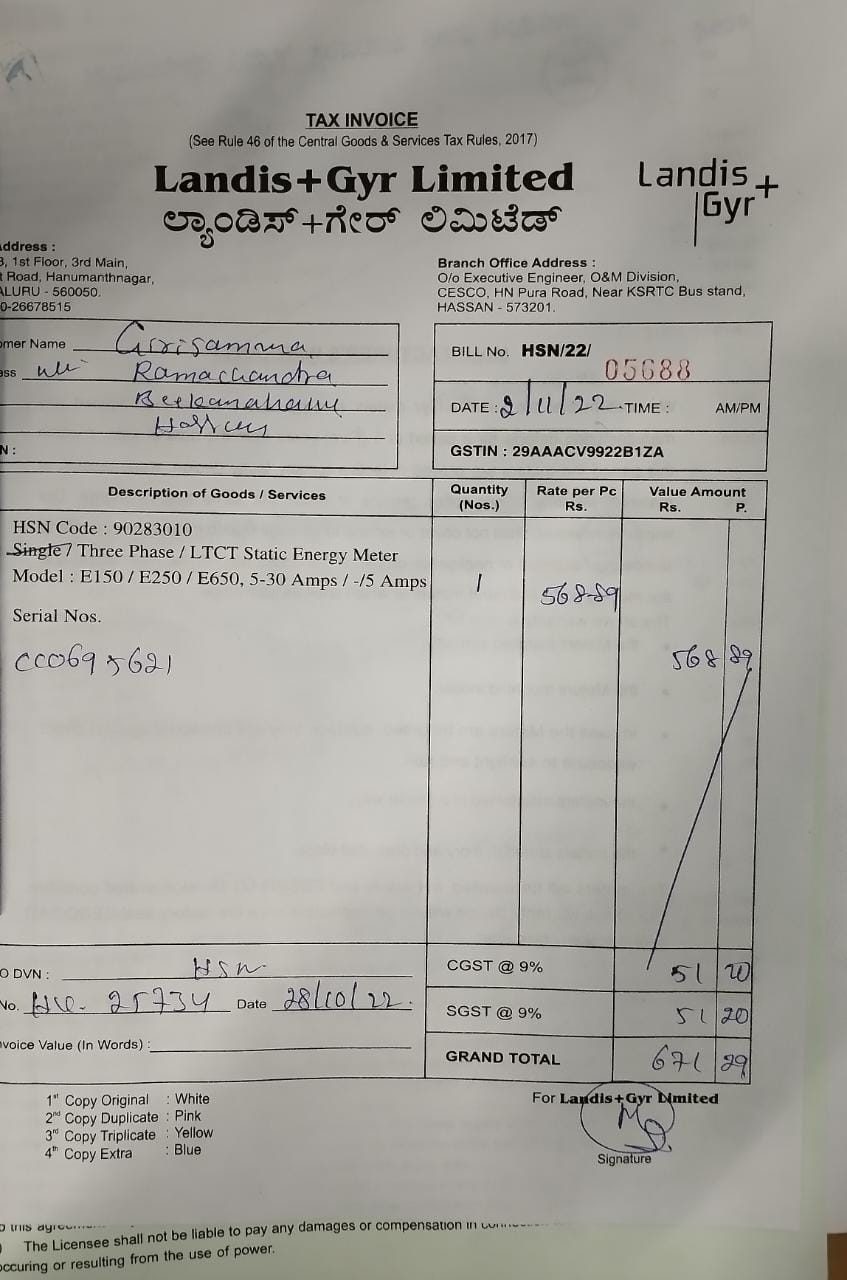 TAX INVOICE
(See Rule 46 of the Central Goods & Services Tax Rules, 2017)
Landis+Gyr Limited
ಲ್ಯಾಂಡಿಸ್+ಗೇರ್ ಲಿಮಿಟೆಡ್
Landis
Gyr+
ddress :
3, 1st Floor, 3rd Main,
t Road, Hanumanthnagar,
ALURU - 560050.
0-26678515
Branch Office Address :
O/o Executive Engineer, O&M Division,
CESCO, HN Pura Road, Near KSRTC Bus stand,
HASSAN - 573201.
omer Name
ess Ramachandra
Hassan
N :
BILL No. HSN/22/ 05688
DATE : 2/11/22 TIME : AM/PM
GSTIN : 29AAACV9922B1ZA
Description of Goods / Services Quantity (Nos.) Rate per Pc Rs. Value Amount Rs. P.
HSN Code : 90283010
Single / Three Phase / LTCT Static Energy Meter
Model : E150 / E250 / E650, 5-30 Amps / -/5 Amps 1 568-89
Serial Nos.
CC0695621 568 89
O DVN : HSN
CGST @ 9% 51 20
No. 25734 Date 28/10/22
SGST @ 9% 51 20
voice Value (In Words) :
GRAND TOTAL 671 29
1st Copy Original : White
2nd Copy Duplicate : Pink
3rd Copy Triplicate : Yellow
4th Copy Extra : Blue
For Landis+Gyr Limited
Signature
The Licensee shall not be liable to pay any damages or compensation in
occuring or resulting from the use of power.